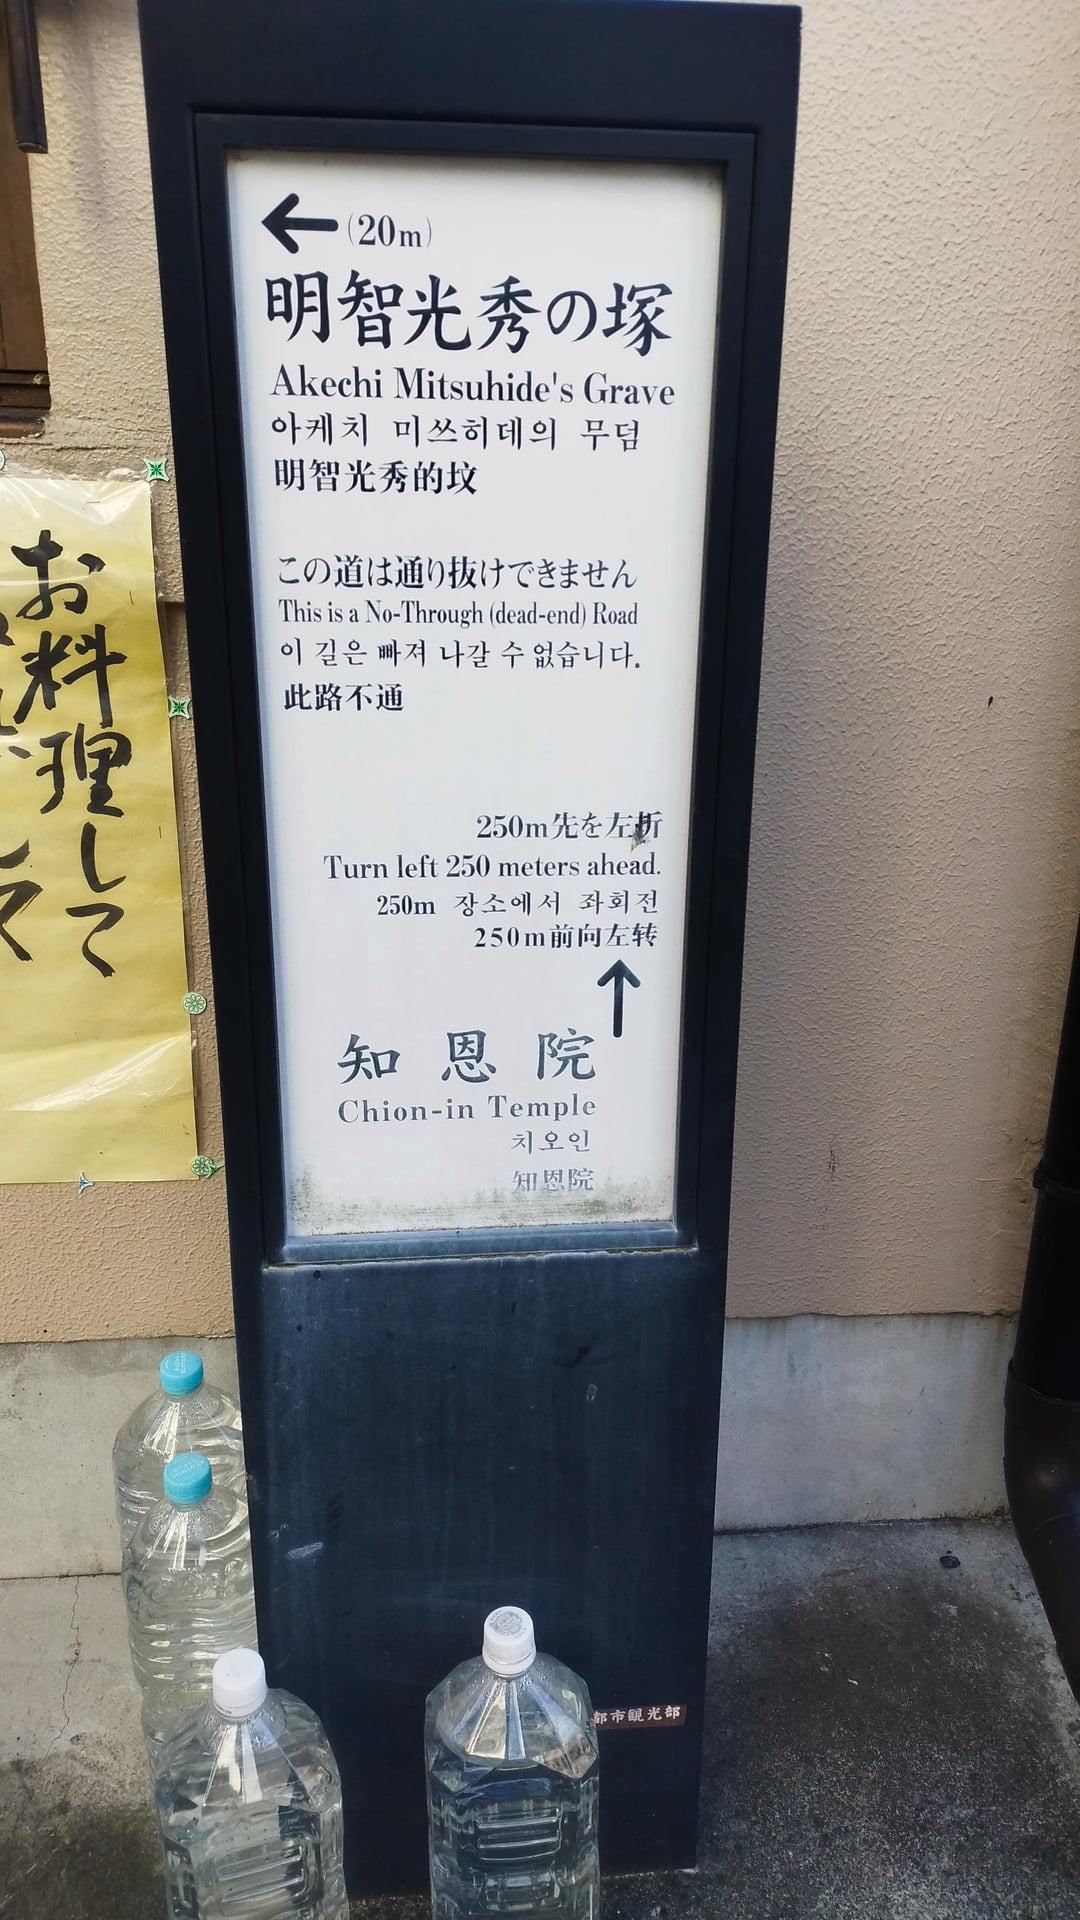 ←(20m)
明智光秀の塚
Akechi Mitsuhide's Grave
아케치 미쓰히데의 무덤
明智光秀的坟
この道は通り抜けできません
This is a No-Through (dead-end) Road
이 길은 빠져 나갈 수 없습니다.
此路不通
250m先を左折
Turn left 250 meters ahead.
250m 장소에서 좌회전
250m前向左转
↑
知恩院
Chion-in Temple
치오인
知恩院
お料理して
都市観光部